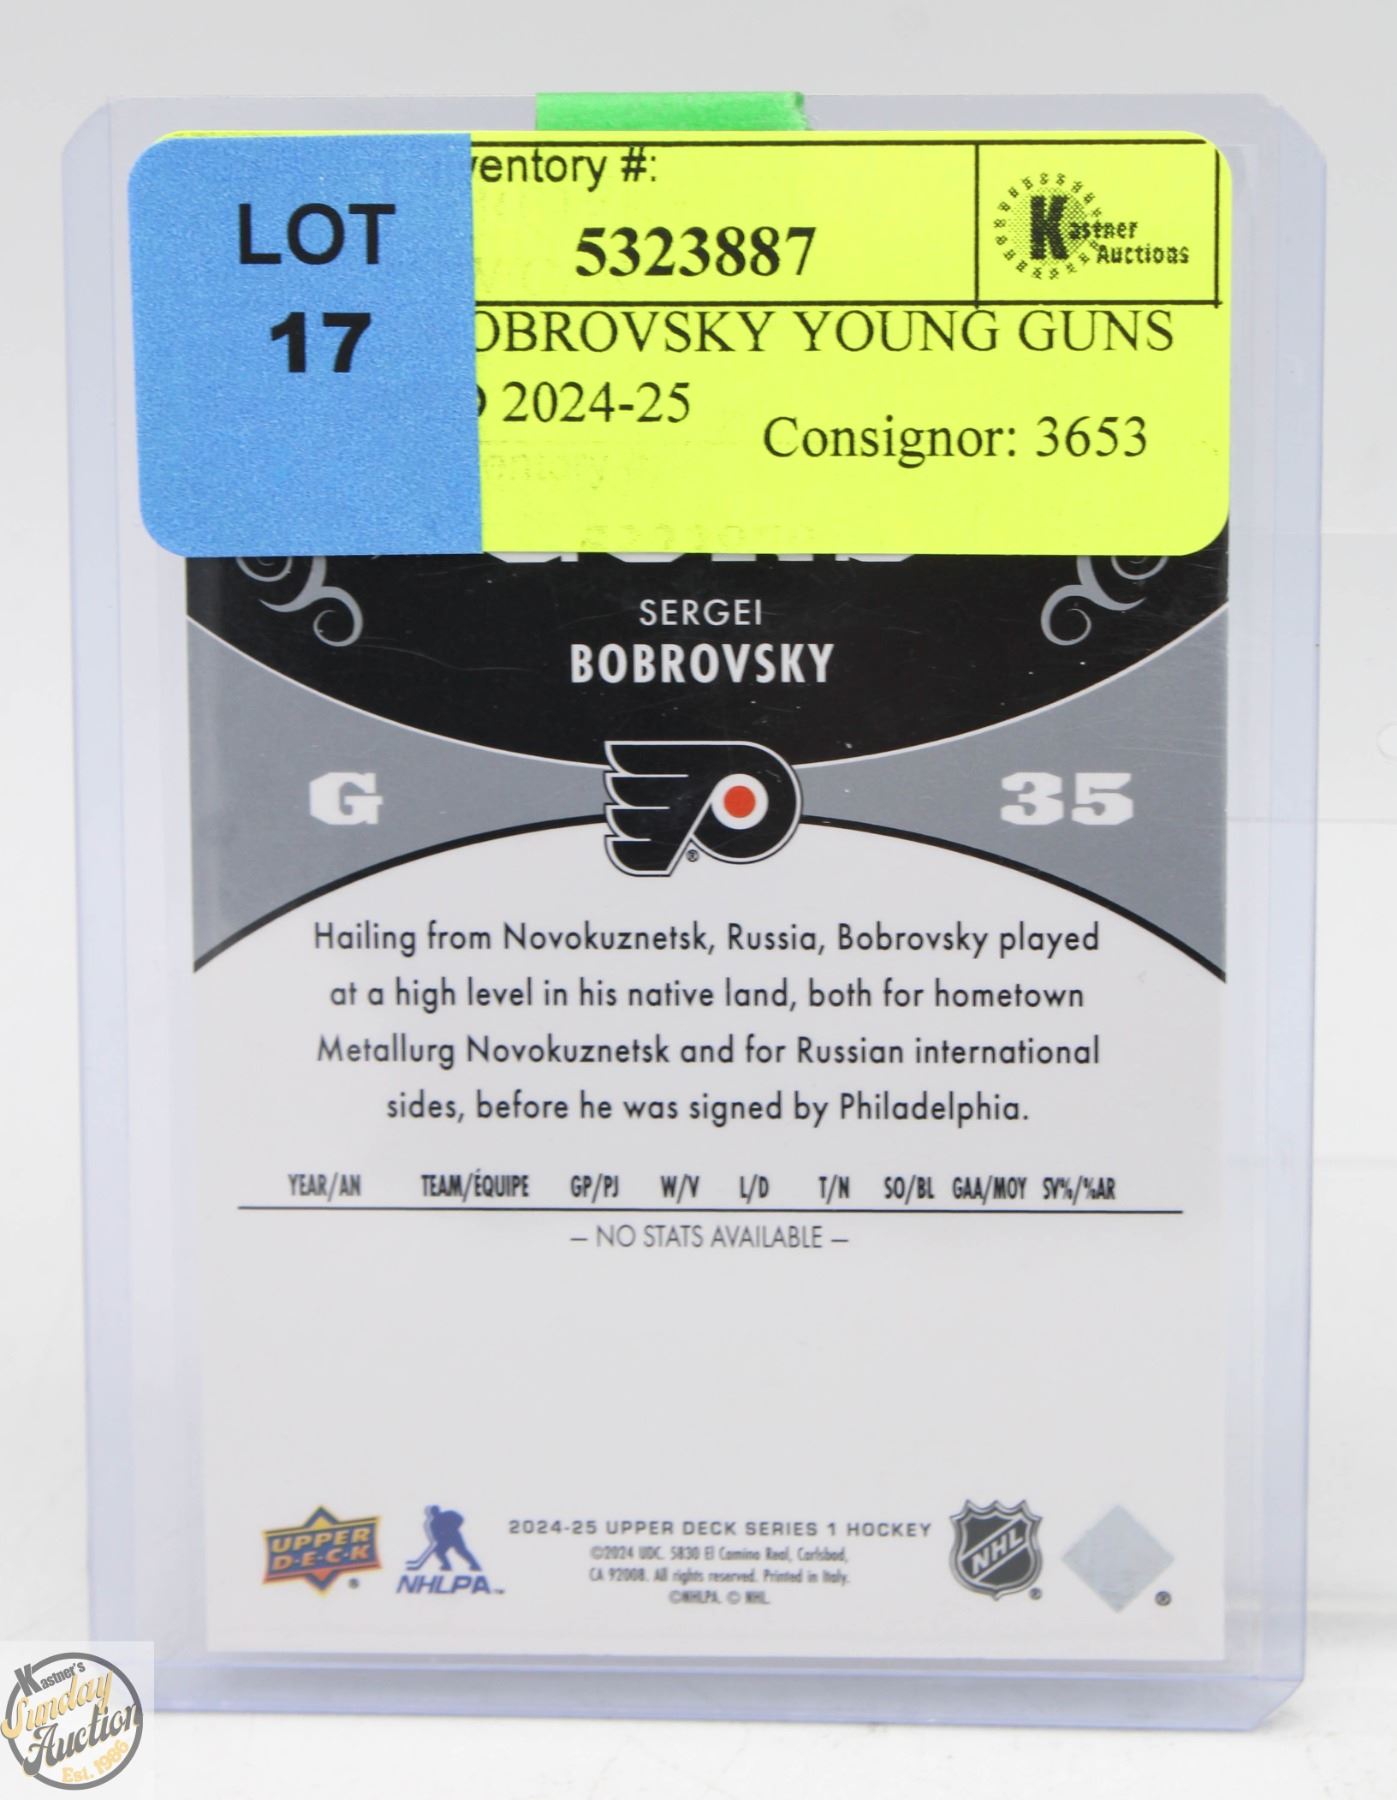 LOT
17
ventory #:
5323887
Kastner
Auctions
OBROVSKY YOUNG GUNS
2024-25
Consignor: 3653
SERGEI
BOBROVSKY
G
35
Hailing from Novokuznetsk, Russia, Bobrovsky played
at a high level in his native land, both for hometown
Metallurg Novokuznetsk and for Russian international
sides, before he was signed by Philadelphia.
YEAR/AN TEAM/ÉQUIPE GP/PJ W/V L/D T/N SO/BL GAA/MOY SV%/%AR
— NO STATS AVAILABLE —
UPPER
D·E·C·K
®
NHLPA™
2024-25 UPPER DECK SERIES 1 HOCKEY
©2024 UDC. 5830 El Camino Real, Carlsbad,
CA 92008. All rights reserved. Printed in Italy.
©NHLPA. © NHL.
NHL
®
®
Kastner's
Sunday
Auction
Est. 1986